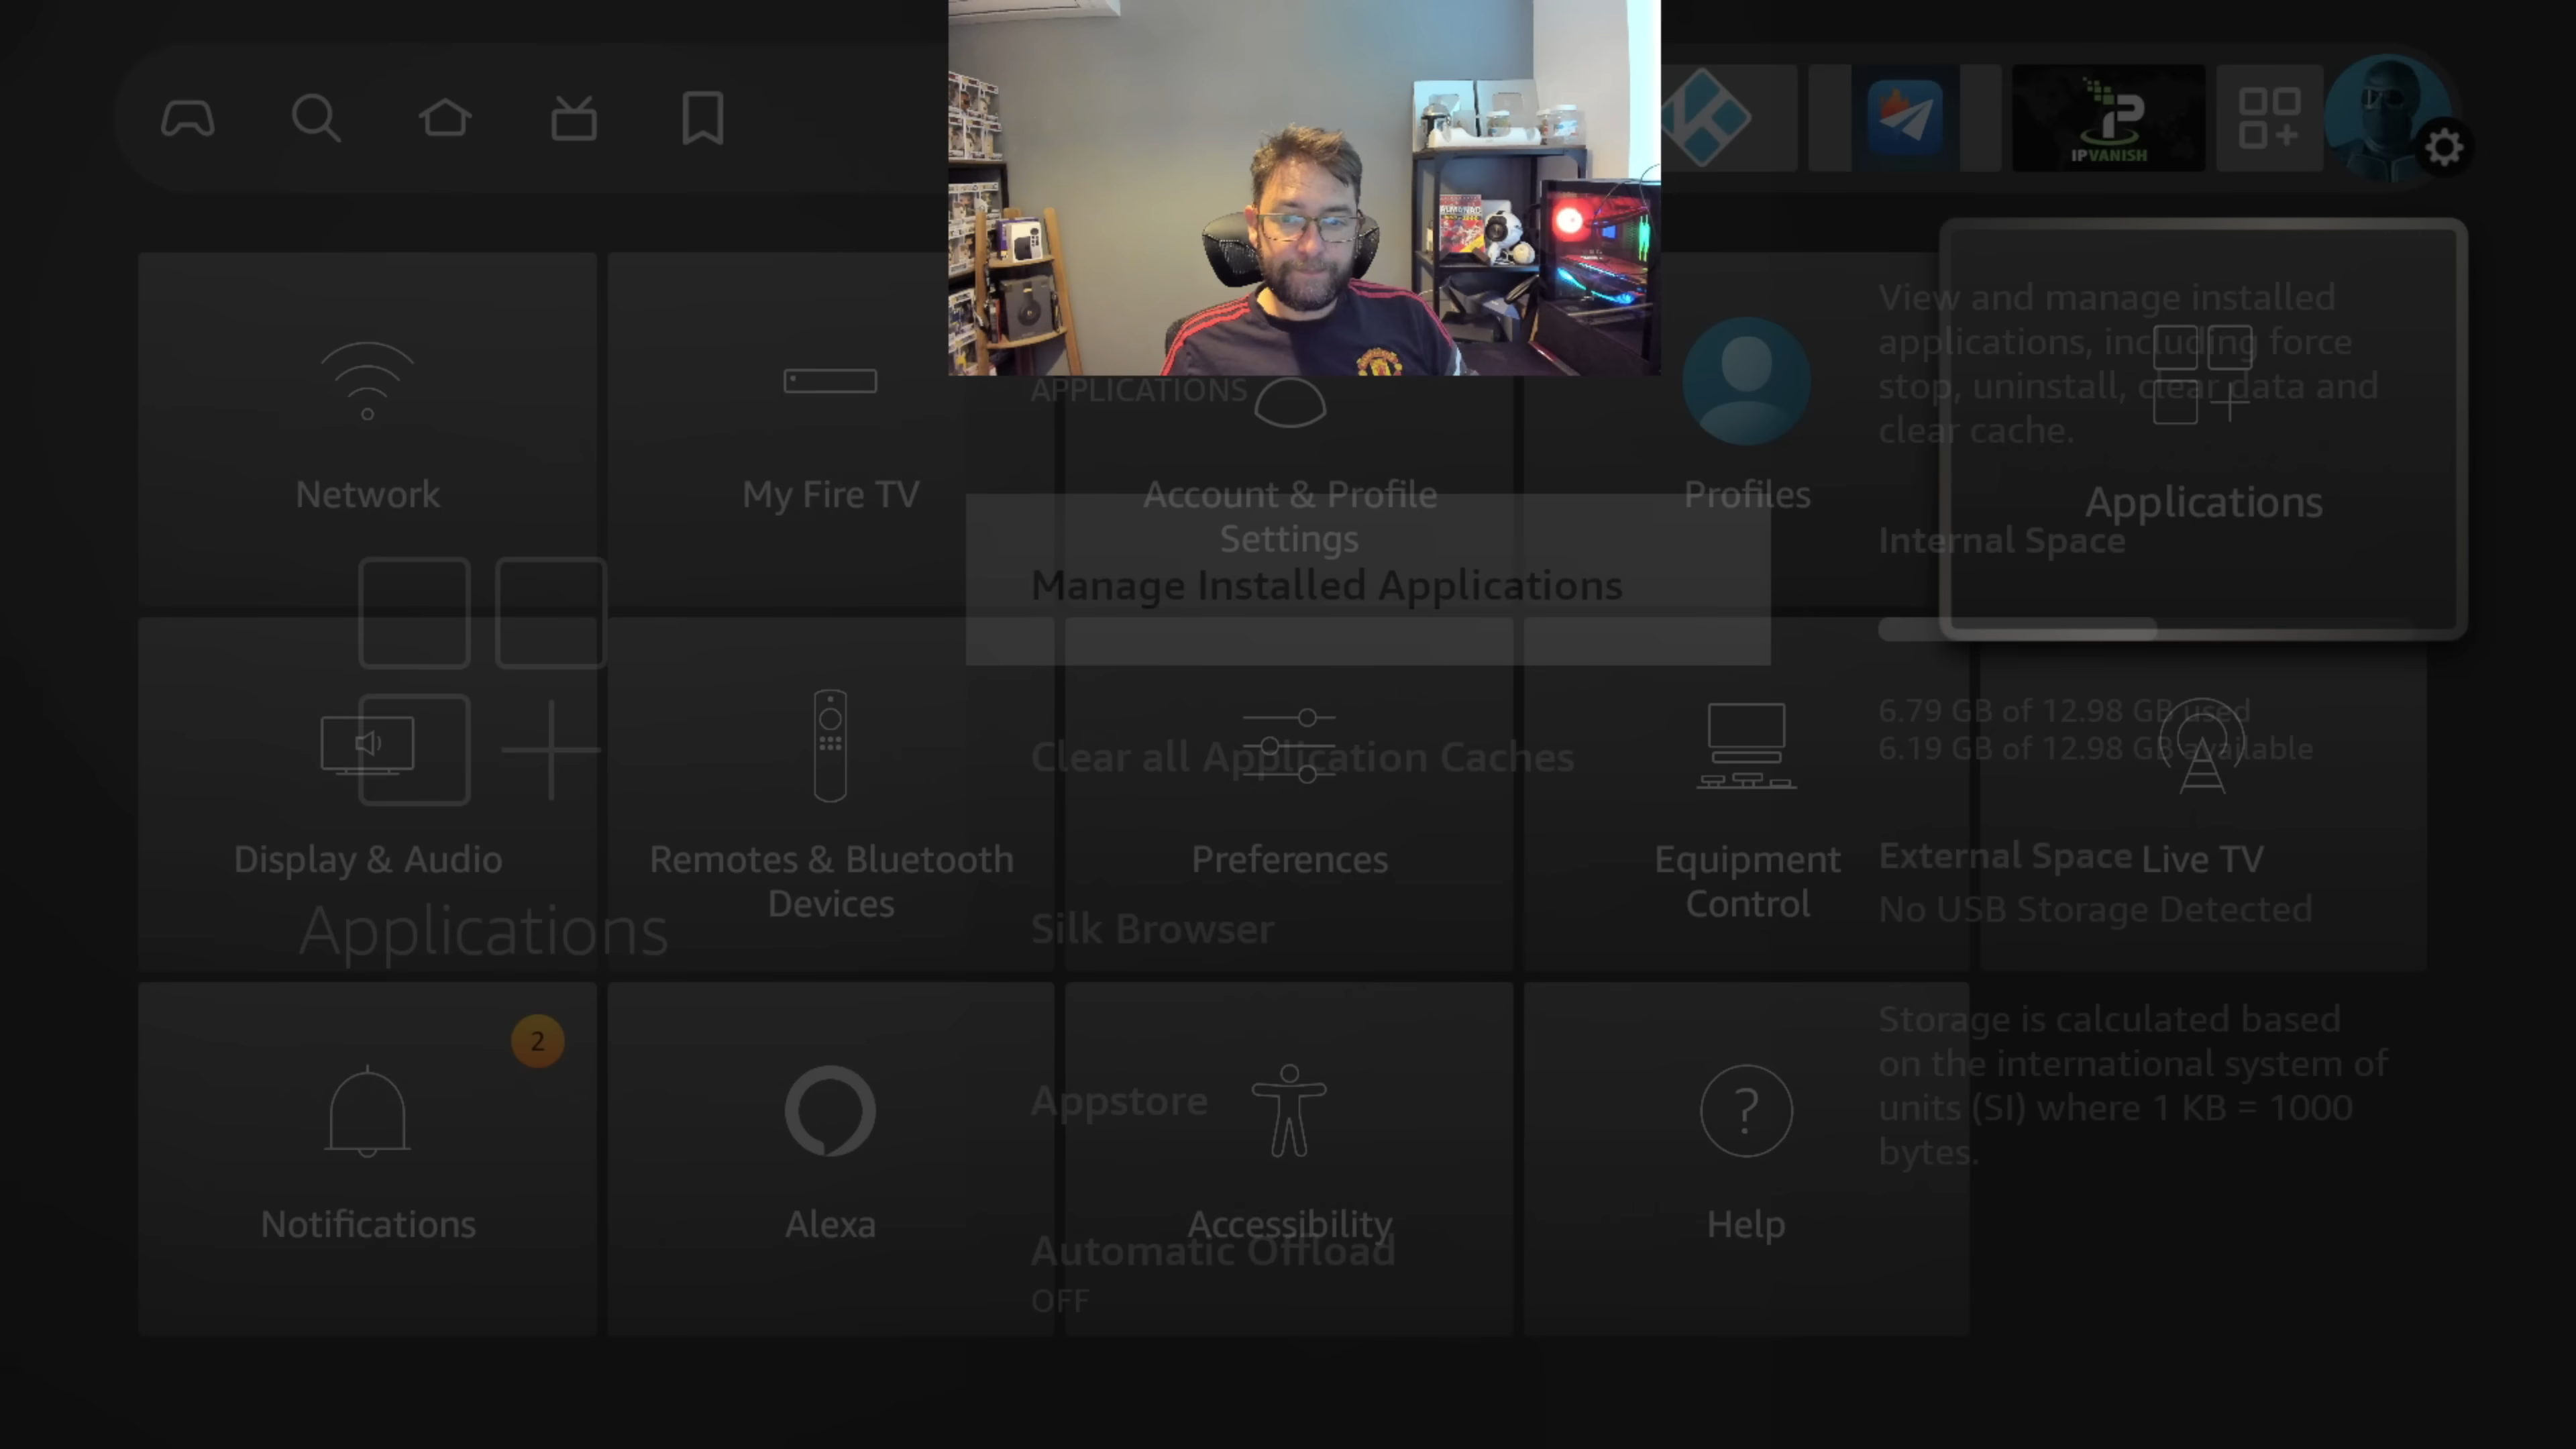 IPVANISH
Network
My Fire TV
Account & Profile
Settings
Profiles
Applications
Display & Audio
Remotes & Bluetooth
Devices
Preferences
Equipment
Control
Live TV
2
Notifications
Alexa
Accessibility
Help
Applications
APPLICATIONS
Manage Installed Applications
Clear all Application Caches
Silk Browser
Appstore
Automatic Offload
OFF
View and manage installed
applications, including force
stop, uninstall, clear data and
clear cache.
Internal Space
6.79 GB of 12.98 GB used
6.19 GB of 12.98 GB available
External Space
No USB Storage Detected
Storage is calculated based
on the international system of
units (SI) where 1 KB = 1000
bytes.